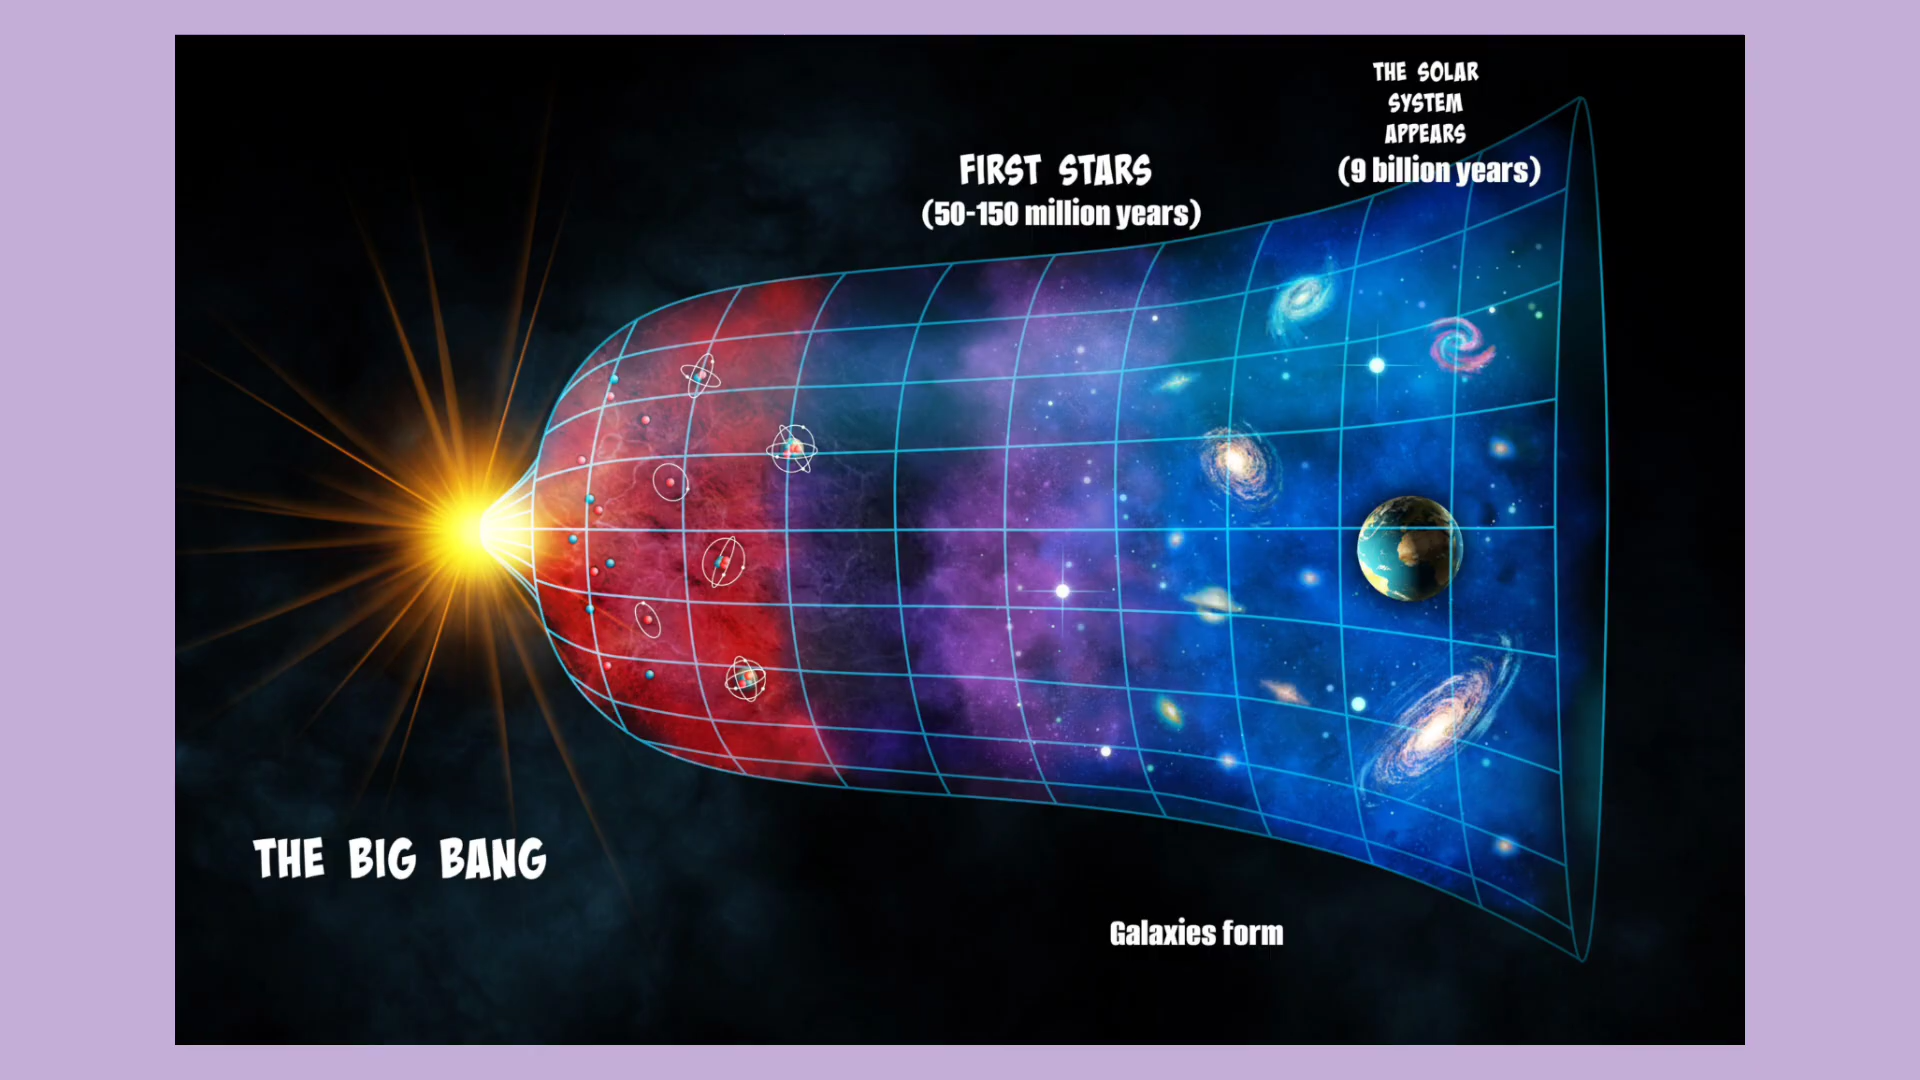 THE SOLAR
SYSTEM
APPEARS
(9 billion years)
FIRST STARS
(50-150 million years)
THE BIG BANG
Galaxies form